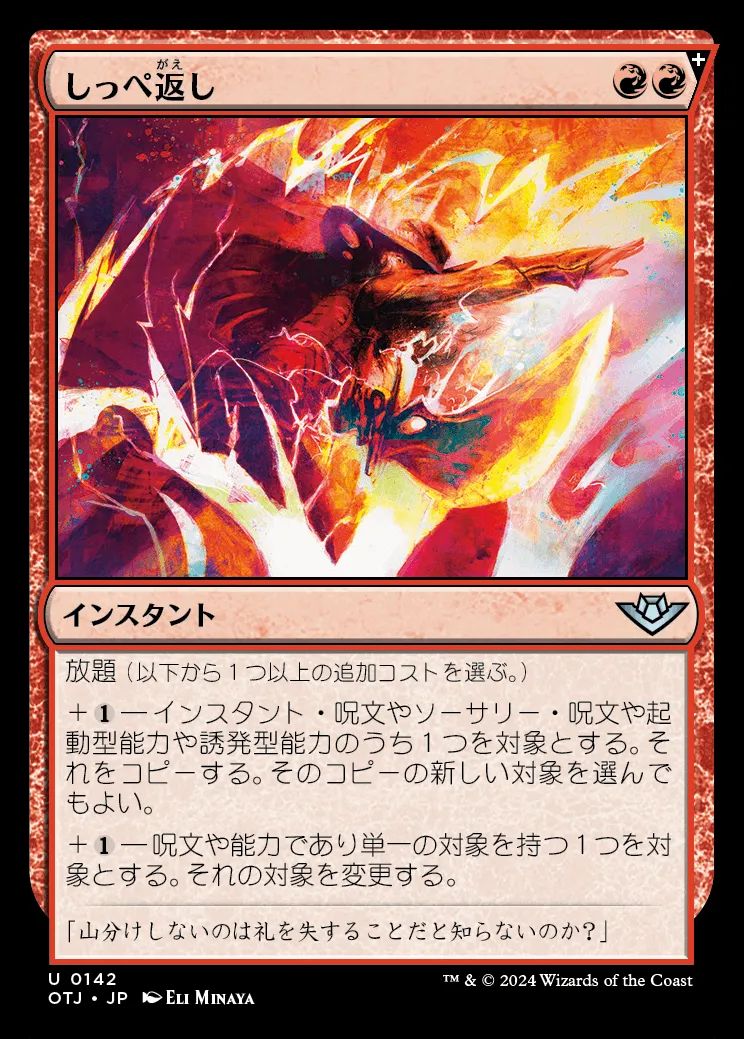 しっぺ返し
がえ
インスタント
放題（以下から１つ以上の追加コストを選ぶ。）
＋１―インスタント・呪文やソーサリー・呪文や起
動型能力や誘発型能力のうち１つを対象とする。そ
れをコピーする。そのコピーの新しい対象を選んで
もよい。
＋１―呪文や能力であり単一の対象を持つ１つを対
象とする。それの対象を変更する。
「山分けしないのは礼を失することだと知らないのか？」
U 0142
OTJ • JP Eli Minaya
™ & © 2024 Wizards of the Coast